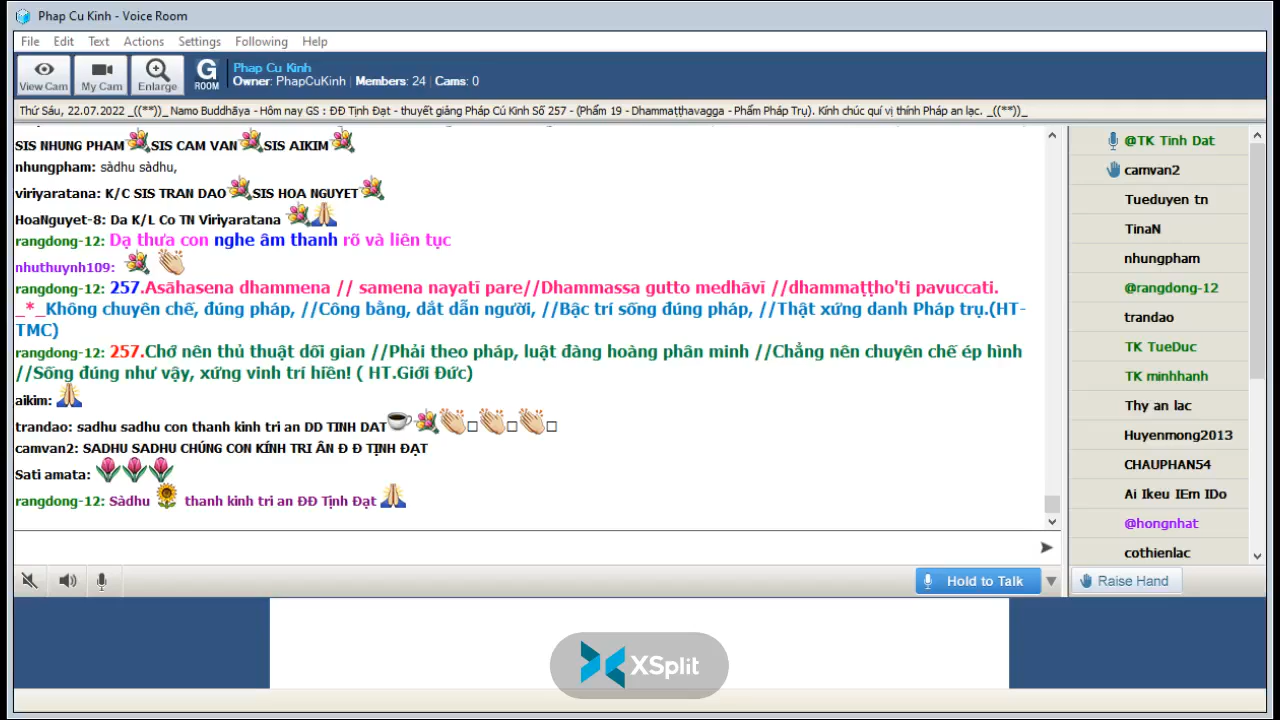 Phap Cu Kinh - Voice Room
File Edit Text Actions Settings Following Help
View Cam My Cam Enlarge G ROOM Phap Cu Kinh
Owner: PhapCuKinh | Members: 24 | Cams: 0
Thứ Sáu, 22.07.2022 _((**))_ Namo Buddhāya - Hôm nay GS : ĐĐ Tịnh Đạt - thuyết giảng Pháp Cú Kinh Số 257 - (Phẩm 19 - Dhammaṭṭhavagga - Phẩm Pháp Trụ). Kính chúc quí vị thính Pháp an lạc. _((**))_
SIS NHUNG PHAM SIS CAM VAN SIS AIKIM
nhungpham: sàdhu sàdhu,
viriyaratana: K/C SIS TRAN DAO SIS HOA NGUYET
HoaNguyet-8: Da K/L Co TN Viriyaratana
rangdong-12: Dạ thưa con nghe âm thanh rõ và liên tục
nhuthuynh109:
rangdong-12: 257.Asāhasena dhammena // samena nayatī pare//Dhammassa gutto medhāvī //dhammaṭṭho'ti pavuccati.
_*_Không chuyên chế, đúng pháp, //Công bằng, dắt dẫn người, //Bậc trí sống đúng pháp, //Thật xứng danh Pháp trụ.(HT-
TMC)
rangdong-12: 257.Chớ nên thủ thuật dối gian //Phải theo pháp, luật đàng hoàng phân minh //Chẳng nên chuyên chế ép hình
//Sống đúng như vậy, xứng vinh trí hiền! ( HT.Giới Đức)
aikim:
trandao: sadhu sadhu con thanh kinh tri an DD TINH DAT
camvan2: SADHU SADHU CHÚNG CON KÍNH TRI ÂN Đ Đ TỊNH ĐẠT
Sati amata:
rangdong-12: Sàdhu thanh kinh tri an ĐĐ Tịnh Đạt
@TK Tinh Dat
camvan2
Tueduyen tn
TinaN
nhungpham
@rangdong-12
trandao
TK TueDuc
TK minhhanh
Thy an lac
Huyenmong2013
CHAUPHAN54
Ai Ikeu IEm IDo
@hongnhat
cothienlac
Hold to Talk
Raise Hand
XSplit